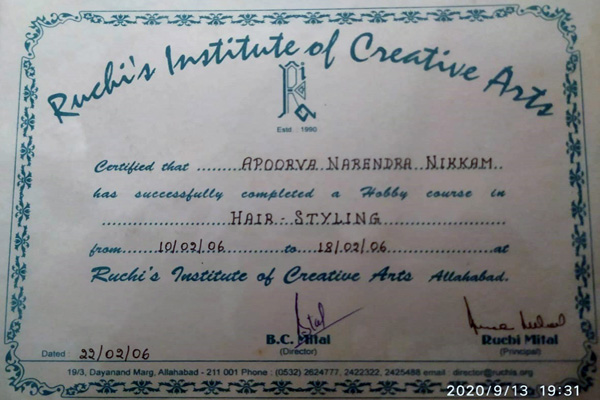 Ruchi's Institute of Creative Arts
Estd : 1990
Certified that ......... APOORVA NARENDRA NIKKAM
has successfully completed a Hobby course in
HAIR - STYLING
from 10/02/06 to 18/02/06 at
Ruchi's Institute of Creative Arts Allahabad.
B.C. Mital
(Director)
Ruchi Mital
(Principal)
Dated : 22/02/06
19/3, Dayanand Marg, Allahabad - 211 001 Phone : (0532) 2624777, 2422322, 2425488 email : director@ruchis.org
2020/9/13 19:31